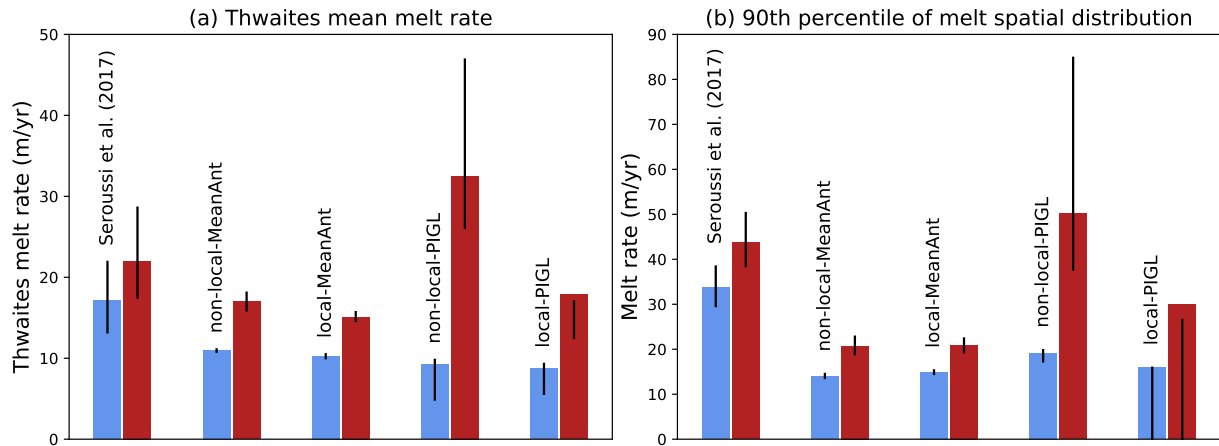 (a) Thwaites mean melt rate
Thwaites melt rate (m/yr)
50
40
30
20
10
0
Seroussi et al. (2017)
non-local-MeanAnt
local-MeanAnt
non-local-PIGL
local-PIGL
(b) 90th percentile of melt spatial distribution
Melt rate (m/yr)
90
80
70
60
50
40
30
20
10
0
Seroussi et al. (2017)
non-local-MeanAnt
local-MeanAnt
non-local-PIGL
local-PIGL